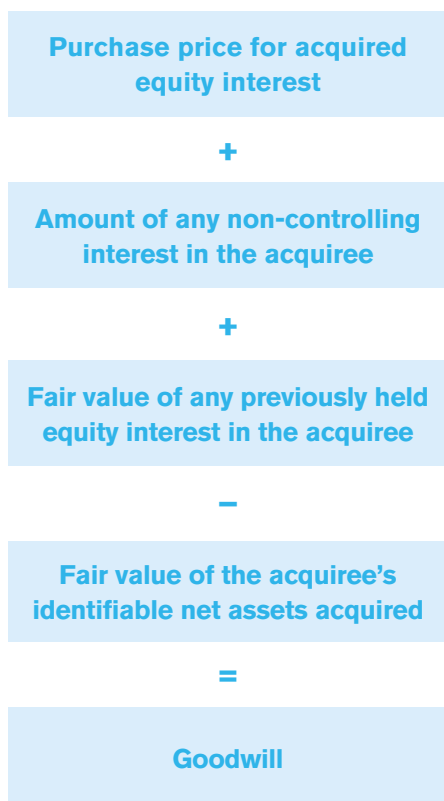 Purchase price for acquired
equity interest
+
Amount of any non-controlling
interest in the acquiree
+
Fair value of any previously held
equity interest in the acquiree
–
Fair value of the acquiree’s
identifiable net assets acquired
=
Goodwill